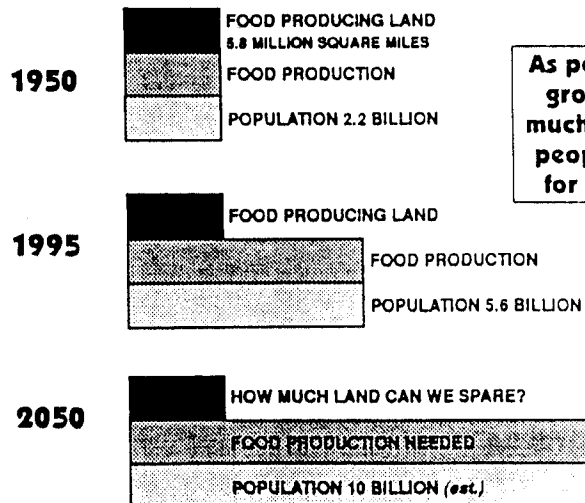 1950
FOOD PRODUCING LAND
5.8 MILLION SQUARE MILES
FOOD PRODUCTION
POPULATION 2.2 BILLION
As
much
for
1995
FOOD PRODUCING LAND
FOOD PRODUCTION
POPULATION 5.6 BILLION
2050
HOW MUCH LAND CAN WE SPARE?
FOOD PRODUCTION NEEDED
POPULATION 10 BILLION (est.)